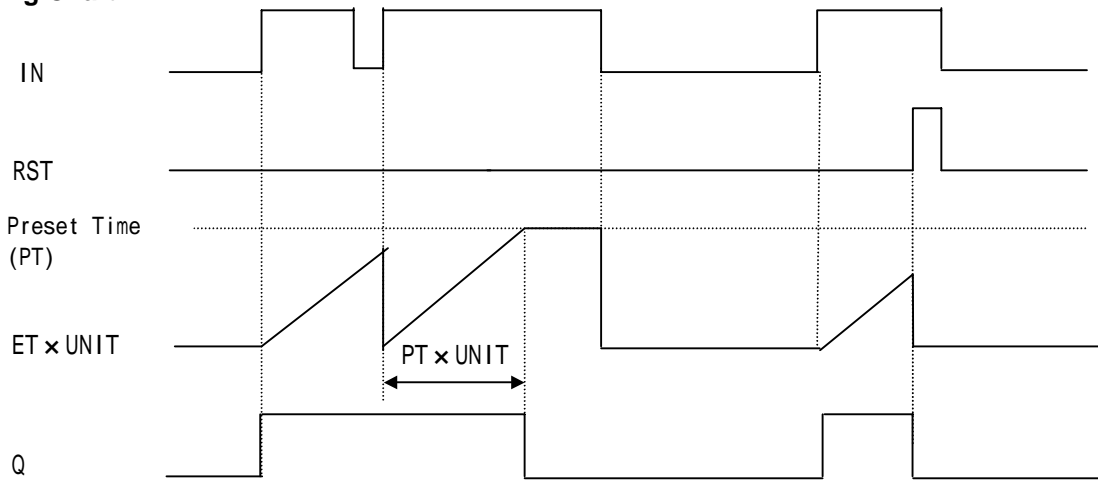 IN
RST
Preset Time
(PT)
ET × UNIT
PT × UNIT
Q